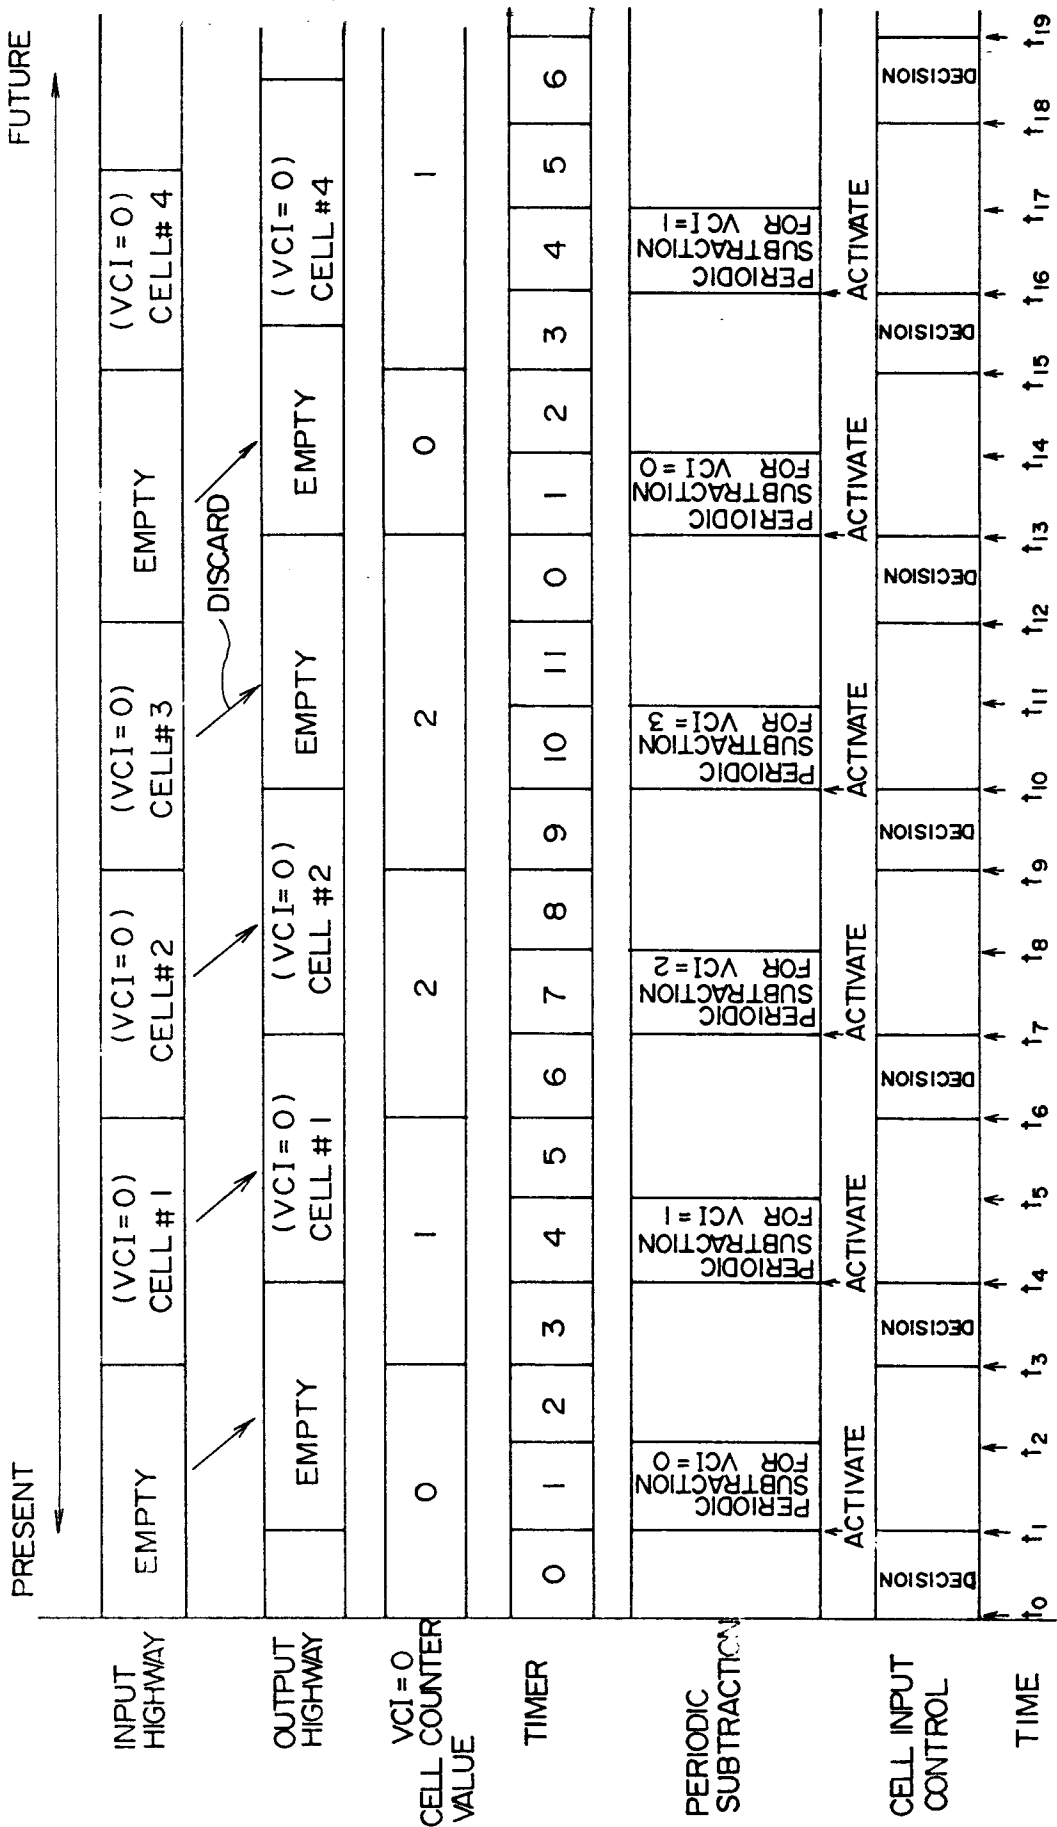 PRESENT
FUTURE
INPUT
HIGHWAY
EMPTY
(VCI=0)
CELL #1
(VCI=0)
CELL#2
(VCI=0)
CELL#3
EMPTY
(VCI=0)
CELL#4
DISCARD
OUTPUT
HIGHWAY
EMPTY
(VCI=0)
CELL #1
(VCI=0)
CELL #2
EMPTY
EMPTY
(VCI=0)
CELL #4
VCI=0
CELL COUNTER
VALUE
0
1
2
2
0
1
TIMER
0
1
2
3
4
5
6
7
8
9
10
11
0
1
2
3
4
5
6
PERIODIC
SUBTRACTION
PERIODIC
SUBTRACTION
FOR VCI=0
PERIODIC
SUBTRACTION
FOR VCI=1
PERIODIC
SUBTRACTION
FOR VCI=2
PERIODIC
SUBTRACTION
FOR VCI=3
PERIODIC
SUBTRACTION
FOR VCI=0
PERIODIC
SUBTRACTION
FOR VCI=1
ACTIVATE
ACTIVATE
ACTIVATE
ACTIVATE
ACTIVATE
ACTIVATE
CELL INPUT
CONTROL
DECISION
DECISION
DECISION
DECISION
DECISION
DECISION
DECISION
TIME
t0
t1
t2
t3
t4
t5
t6
t7
t8
t9
t10
t11
t12
t13
t14
t15
t16
t17
t18
t19